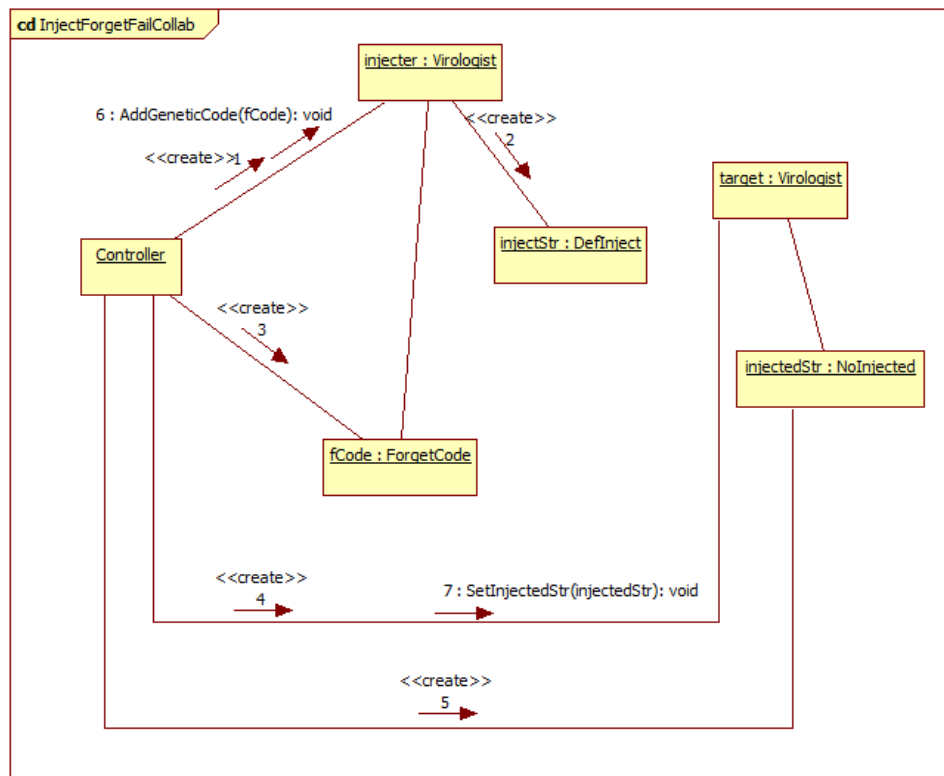 cd InjectForgetFailCollab
injecter : Virologist
6 : AddGeneticCode(fCode): void
<<create>>
1
<<create>>
2
target : Virologist
injectStr : DefInject
Controller
<<create>>
3
injectedStr : NoInjected
fCode : ForgetCode
<<create>>
4
7 : SetInjectedStr(injectedStr): void
<<create>>
5